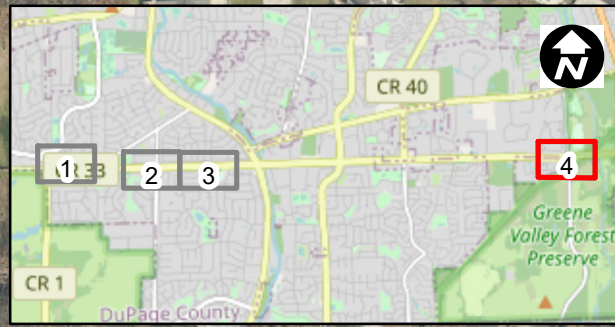 N
CR 40
1
CR 33
2
3
4
Greene
Valley Forest
Preserve
CR 1
DuPage County